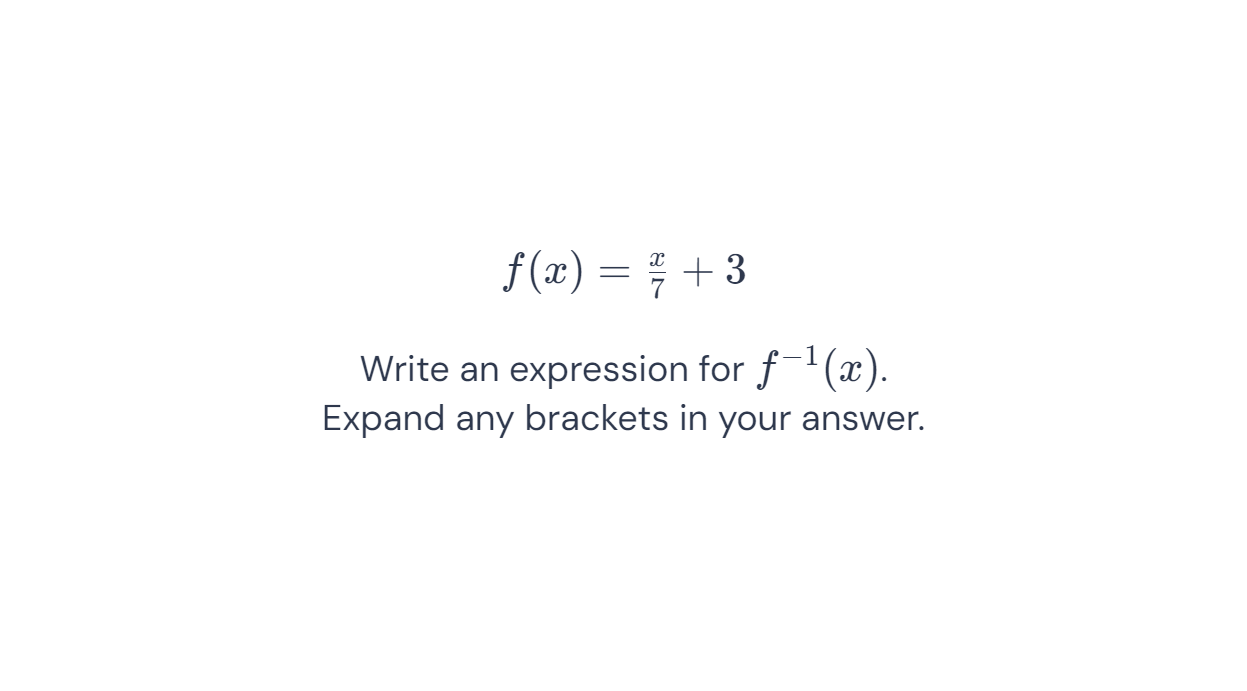 f(x) = x/7 + 3
Write an expression for f⁻¹(x).
Expand any brackets in your answer.